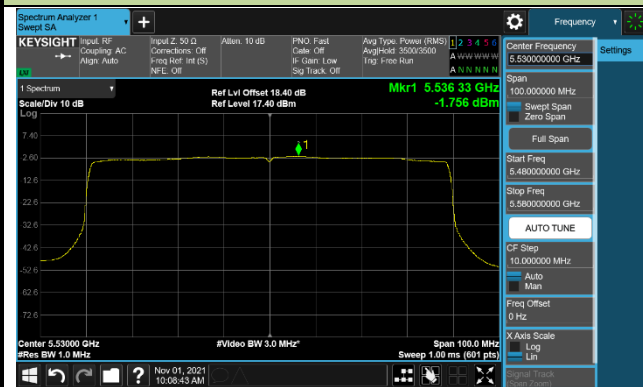 Spectrum Analyzer 1
Swept SA
+
Frequency
KEYSIGHT
Input: RF
Coupling: AC
Align: Auto
Input Z: 50 Ω
Corrections: Off
Freq Ref: Int (S)
NFE: Off
Atten: 10 dB
PNO: Fast
Gate: Off
IF Gain: Low
Sig Track: Off
Avg Type: Power (RMS)
Avg|Hold: 3500/3500
Trig: Free Run
1 2 3 4 5 6
A W W W W W
A N N N N N
LXI
1 Spectrum
Scale/Div 10 dB
Log
Ref Lvl Offset 18.40 dB
Ref Level 17.40 dBm
Mkr1 5.536 33 GHz
-1.756 dBm
7.40
-2.60
-12.6
-22.6
-32.6
-42.6
-52.6
-62.6
-72.6
1
Center 5.53000 GHz
#Res BW 1.0 MHz
#Video BW 3.0 MHz*
Span 100.0 MHz
Sweep 1.00 ms (601 pts)
Nov 01, 2021
10:08:43 AM
?
Center Frequency
5.530000000 GHz
Span
100.000000 MHz
Swept Span
Zero Span
Full Span
Start Freq
5.480000000 GHz
Stop Freq
5.580000000 GHz
AUTO TUNE
CF Step
10.000000 MHz
Auto
Man
Freq Offset
0 Hz
X Axis Scale
Log
Lin
Signal Track
(Span Zoom)
Settings